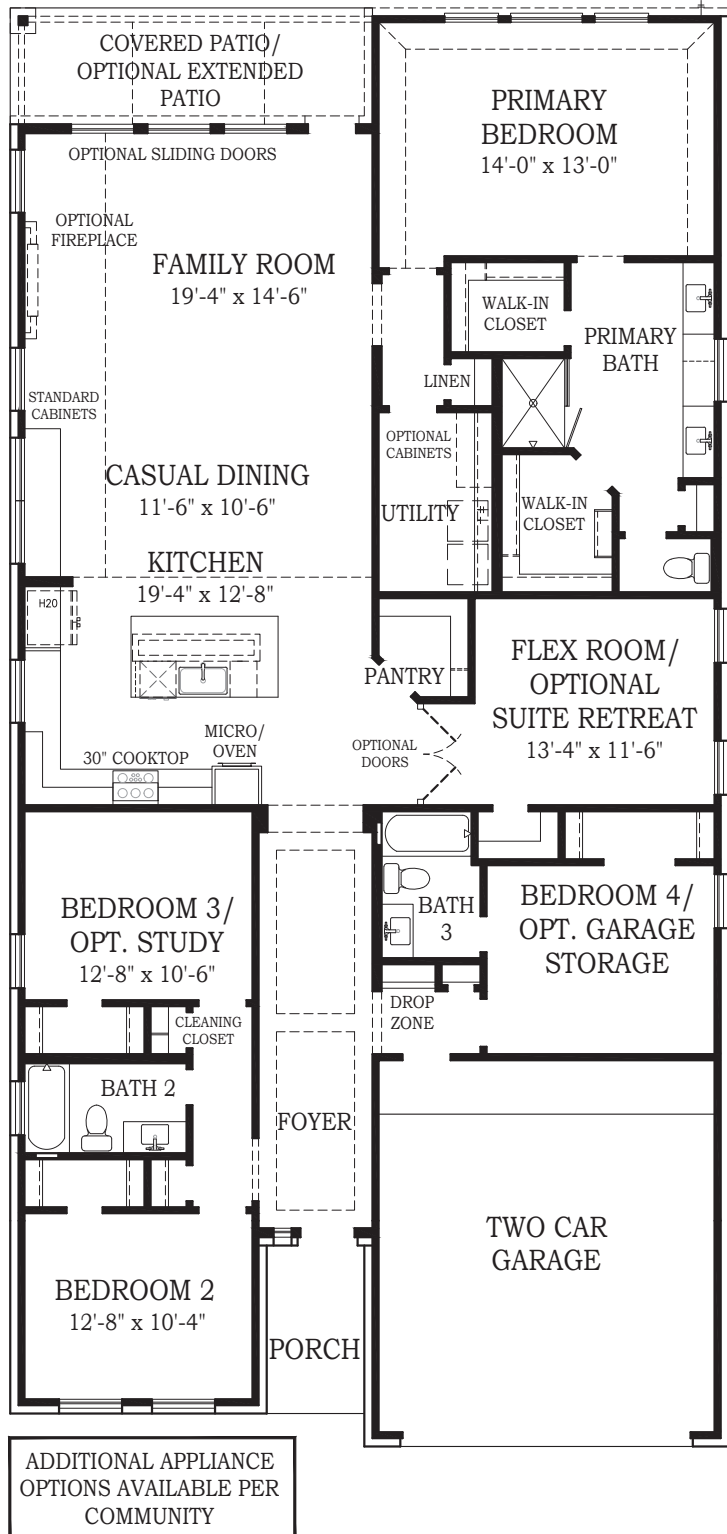 COVERED PATIO/
OPTIONAL EXTENDED
PATIO
OPTIONAL SLIDING DOORS
PRIMARY
BEDROOM
14'-0" x 13'-0"
OPTIONAL
FIREPLACE
FAMILY ROOM
19'-4" x 14'-6"
WALK-IN
CLOSET
PRIMARY
BATH
LINEN
STANDARD
CABINETS
OPTIONAL
CABINETS
CASUAL DINING
11'-6" x 10'-6"
UTILITY
WALK-IN
CLOSET
KITCHEN
19'-4" x 12'-8"
H20
PANTRY
FLEX ROOM/
OPTIONAL
SUITE RETREAT
13'-4" x 11'-6"
OPTIONAL
DOORS
MICRO/
OVEN
30" COOKTOP
BEDROOM 3/
OPT. STUDY
12'-8" x 10'-6"
BATH
3
BEDROOM 4/
OPT. GARAGE
STORAGE
DROP
ZONE
CLEANING
CLOSET
BATH 2
FOYER
TWO CAR
GARAGE
BEDROOM 2
12'-8" x 10'-4"
PORCH
ADDITIONAL APPLIANCE
OPTIONS AVAILABLE PER
COMMUNITY